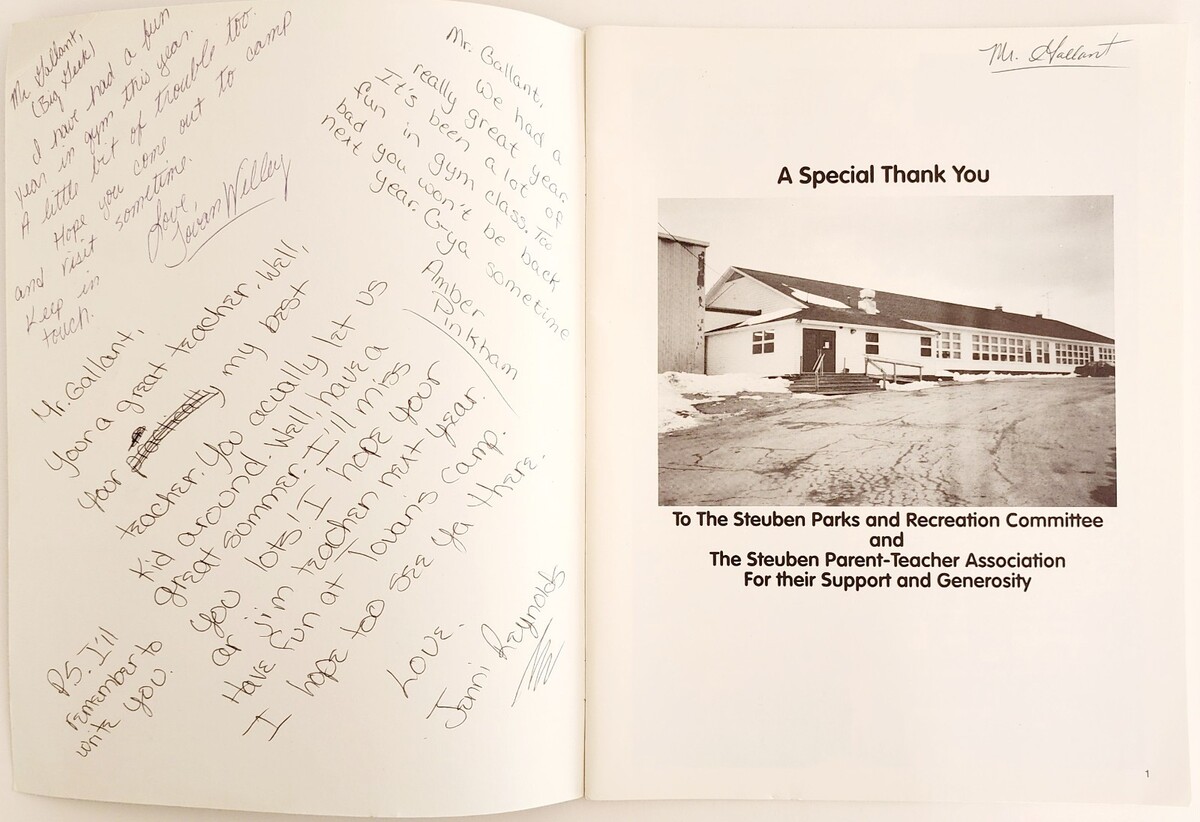 Mr. Gallant,
(Big Geek)
I have had a fun
year in gym this year.
A little bit of trouble too.
Hope you come out to camp
and visit sometime.
Keep in
touch.
Love,
Tovan Willey
Mr. Gallant,
We had a
really great year.
It's been a lot of
fun in gym class. Too
bad you won't be back
next year. C-ya sometime
Amber
Pinkham
Mr. Gallant,
Your a great teacher. Well,
your practically my best
teacher. You acually let us
kid around. Well, have a
great summer. I'll miss
you lots! I hope your
ar jim teacher next year.
Have fun at Tovans camp.
I hope too see ya there.
Love.
Jenni Reynolds
P.S. I'll
remember to
write you.
Mr. Gallant
A Special Thank You
To The Steuben Parks and Recreation Committee
and
The Steuben Parent-Teacher Association
For their Support and Generosity
1